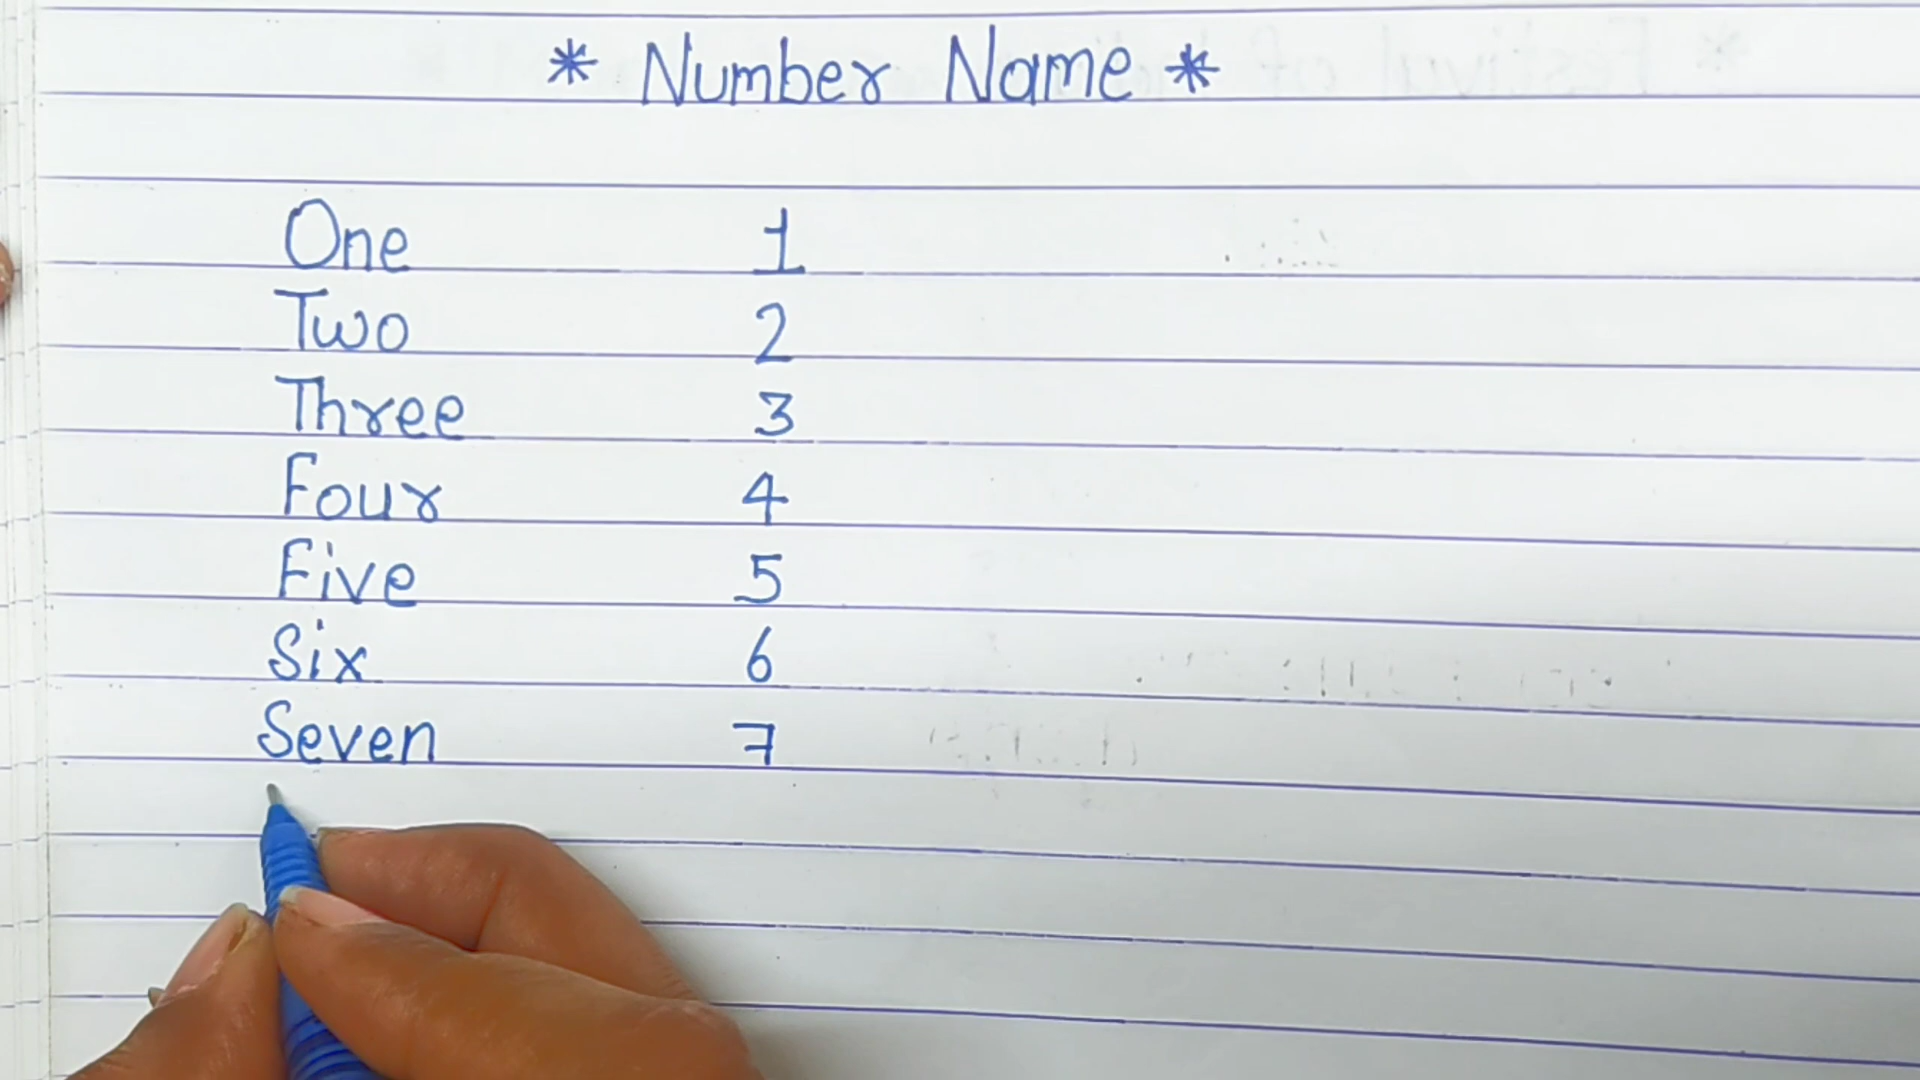 * Number Name *
One 1
Two 2
Three 3
Four 4
Five 5
Six 6
Seven 7